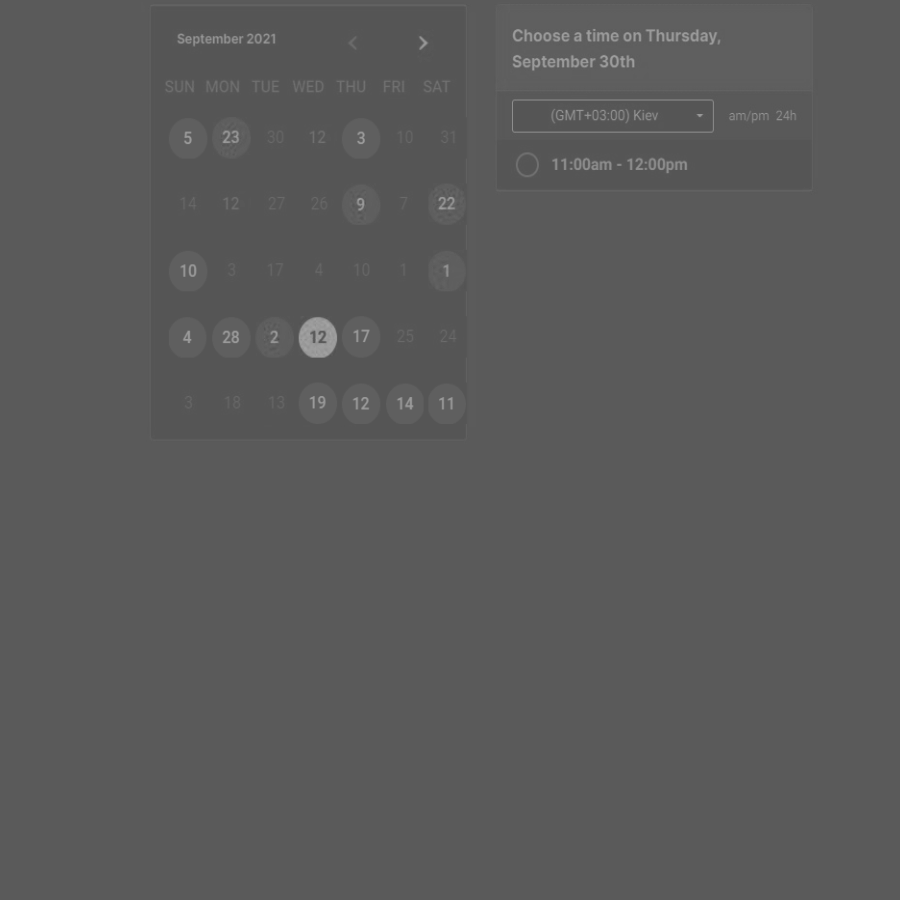 September 2021
SUN MON TUE WED THU FRI SAT
5 23 30 12 3 10 31
14 12 27 26 9 7 22
10 3 17 4 10 1 1
4 28 2 12 17 25 24
3 18 13 19 12 14 11
Choose a time on Thursday,
September 30th
(GMT+03:00) Kiev am/pm 24h
11:00am - 12:00pm